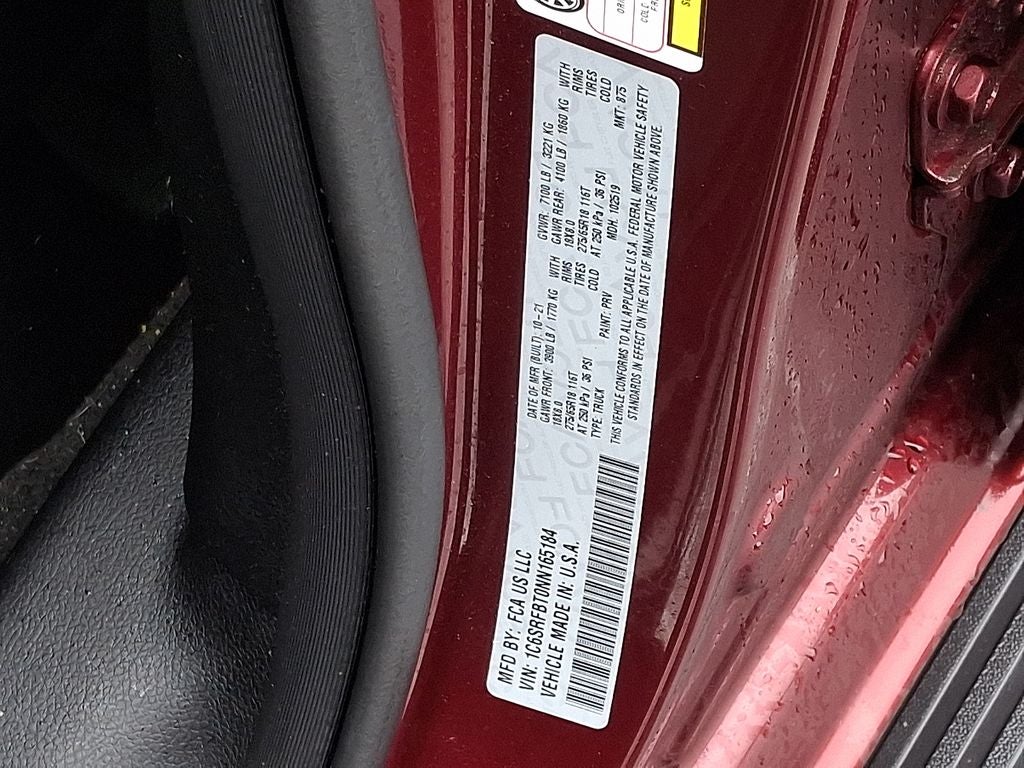 MFD BY: FCA US LLC
DATE OF MFR (BUILT): 10-21
GVWR: 7100 LB / 3221 KG
GAWR FRONT: 3900 LB / 1770 KG WITH
GAWR REAR: 4100 LB / 1860 KG WITH
18X8.0 RIMS
18X8.0 RIMS
275/65R18 116T TIRES
275/65R18 116T TIRES
AT 250 kPa / 36 PSI COLD
AT 250 kPa / 36 PSI COLD
VIN: 1C6SRFBT0NN165184
TYPE: TRUCK PAINT: PRV MDH: 102519 MKT: 875
VEHICLE MADE IN: U.S.A.
THIS VEHICLE CONFORMS TO ALL APPLICABLE U.S.A. FEDERAL MOTOR VEHICLE SAFETY
STANDARDS IN EFFECT ON THE DATE OF MANUFACTURE SHOWN ABOVE.